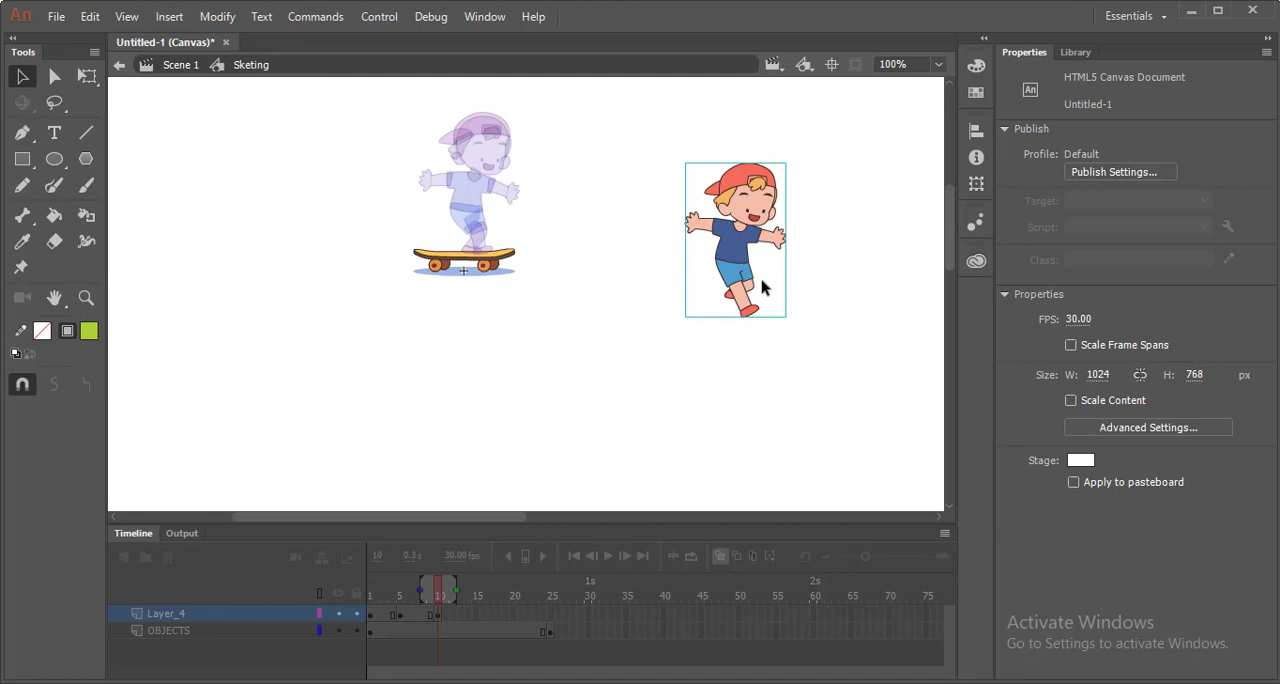 An File Edit View Insert Modify Text Commands Control Debug Window Help Essentials
Tools
Untitled-1 (Canvas)*
Scene 1 Sketing 100%
Properties Library
HTML5 Canvas Document
An
Untitled-1
Publish
Profile: Default
Publish Settings...
Target:
Script:
Class:
Properties
FPS: 30.00
Scale Frame Spans
Size: W: 1024 H: 768 px
Scale Content
Advanced Settings...
Stage:
Apply to pasteboard
Timeline Output
10 0.3 s 30.00 fps
1s 2s
1 5 10 15 20 25 30 35 40 45 50 55 60 65 70 75
Layer_4
OBJECTS
Activate Windows
Go to Settings to activate Windows.